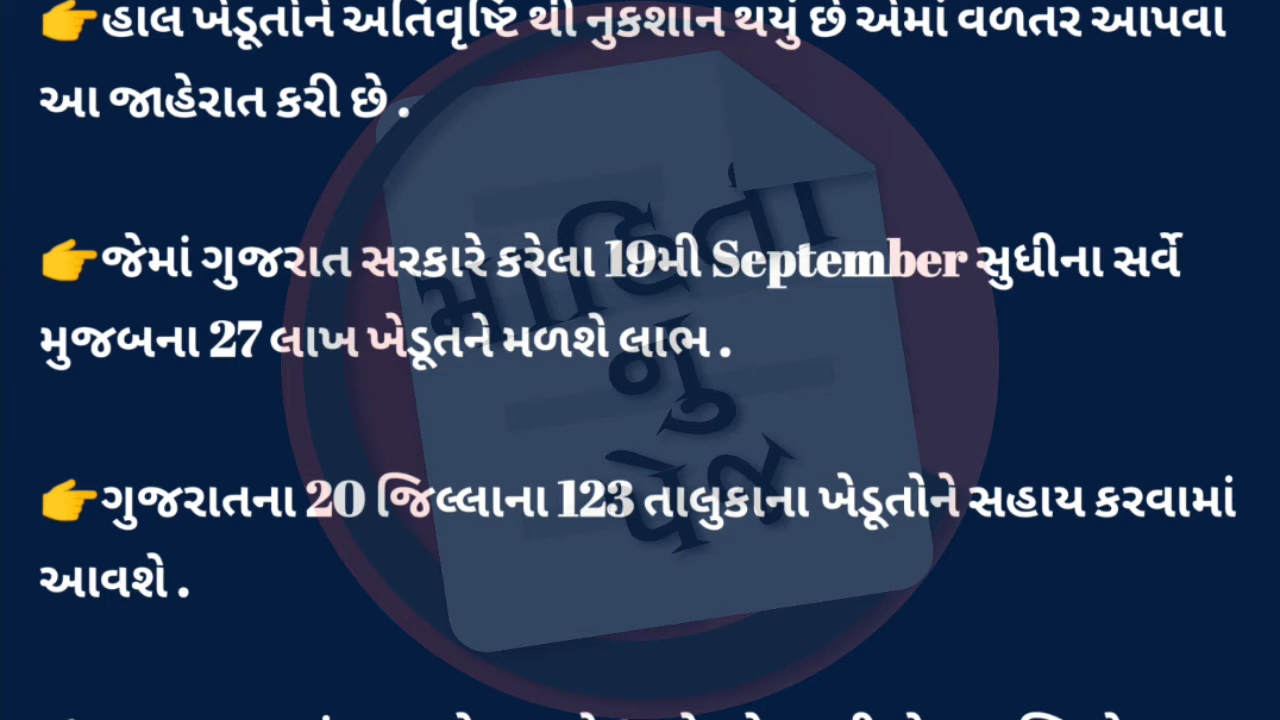 👉હાલ ખેડૂતોને અતિવૃષ્ટિ થી નુકશાન થયું છે એમાં વળતર આપવા
આ જાહેરાત કરી છે .
👉જેમાં ગુજરાત સરકારે કરેલા 19મી September સુધીના સર્વે
મુજબના 27 લાખ ખેડૂતને મળશે લાભ .
👉ગુજરાતના 20 જિલ્લાના 123 તાલુકાના ખેડૂતોને સહાય કરવામાં
આવશે .
માહિતી
નુ
પેજ